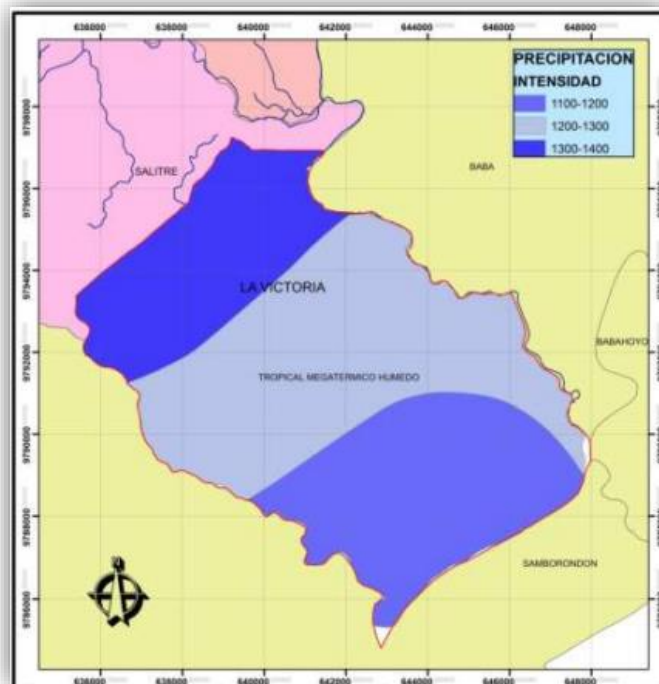 636000 638000 640000 642000 644000 646000 648000
PRECIPITACION
INTENSIDAD
1100-1200
1200-1300
1300-1400
9798000
SALITRE
BABA
9796000
9794000
LA VICTORIA
BABAHOYO
9792000
TROPICAL MEGATERMICO HUMEDO
9790000
9788000
SAMBORONDON
9786000
636000 638000 640000 642000 644000 646000 648000